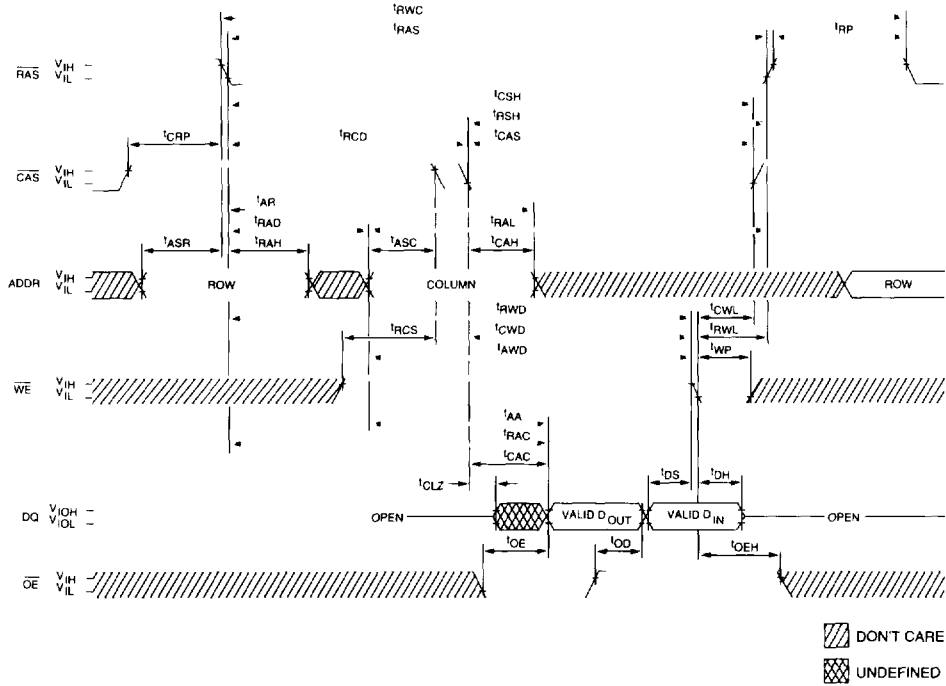 tRWC
tRAS
tRP
RAS VIH VIL
tCSH
tRSH
tCRP tRCD tCAS
CAS VIH VIL
tAR
tRAD tRAL
tASR tRAH tASC tCAH
ADDR VIH VIL ROW COLUMN ROW
tRWD tCWL
tRCS tCWD tRWL
tAWD tWP
WE VIH VIL
tAA
tRAC
tCAC
tCLZ tDS tDH
DQ VIOH VIOL OPEN VALID DOUT VALID DIN OPEN
tOE tOD tOEH
OE VIH VIL
DON'T CARE
UNDEFINED